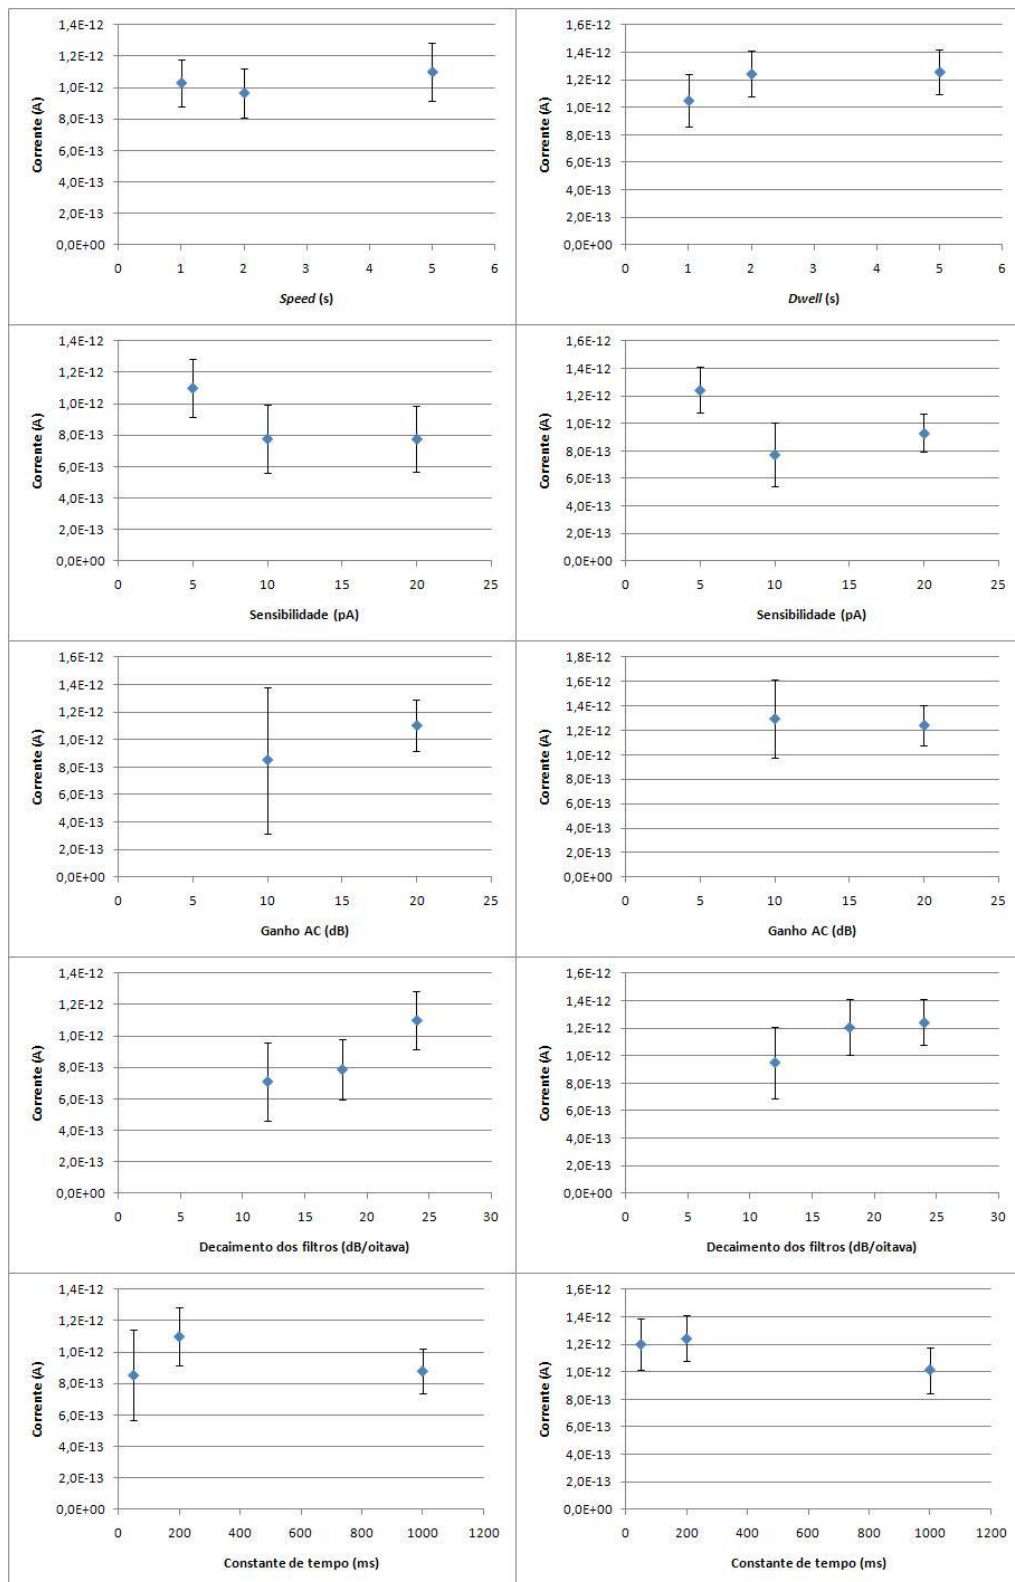 Corrente (A)
1,4E-12
1,2E-12
1,0E-12
8,0E-13
6,0E-13
4,0E-13
2,0E-13
0,0E+00
0 1 2 3 4 5 6
Speed (s)
Corrente (A)
1,6E-12
1,4E-12
1,2E-12
1,0E-12
8,0E-13
6,0E-13
4,0E-13
2,0E-13
0,0E+00
0 1 2 3 4 5 6
Dwell (s)
Corrente (A)
1,4E-12
1,2E-12
1,0E-12
8,0E-13
6,0E-13
4,0E-13
2,0E-13
0,0E+00
0 5 10 15 20 25
Sensibilidade (pA)
Corrente (A)
1,6E-12
1,4E-12
1,2E-12
1,0E-12
8,0E-13
6,0E-13
4,0E-13
2,0E-13
0,0E+00
0 5 10 15 20 25
Sensibilidade (pA)
Corrente (A)
1,6E-12
1,4E-12
1,2E-12
1,0E-12
8,0E-13
6,0E-13
4,0E-13
2,0E-13
0,0E+00
0 5 10 15 20 25
Ganho AC (dB)
Corrente (A)
1,8E-12
1,6E-12
1,4E-12
1,2E-12
1,0E-12
8,0E-13
6,0E-13
4,0E-13
2,0E-13
0,0E+00
0 5 10 15 20 25
Ganho AC (dB)
Corrente (A)
1,4E-12
1,2E-12
1,0E-12
8,0E-13
6,0E-13
4,0E-13
2,0E-13
0,0E+00
0 5 10 15 20 25 30
Decaimento dos filtros (dB/oitava)
Corrente (A)
1,6E-12
1,4E-12
1,2E-12
1,0E-12
8,0E-13
6,0E-13
4,0E-13
2,0E-13
0,0E+00
0 5 10 15 20 25 30
Decaimento dos filtros (dB/oitava)
Corrente (A)
1,4E-12
1,2E-12
1,0E-12
8,0E-13
6,0E-13
4,0E-13
2,0E-13
0,0E+00
0 200 400 600 800 1000 1200
Constante de tempo (ms)
Corrente (A)
1,6E-12
1,4E-12
1,2E-12
1,0E-12
8,0E-13
6,0E-13
4,0E-13
2,0E-13
0,0E+00
0 200 400 600 800 1000 1200
Constante de tempo (ms)